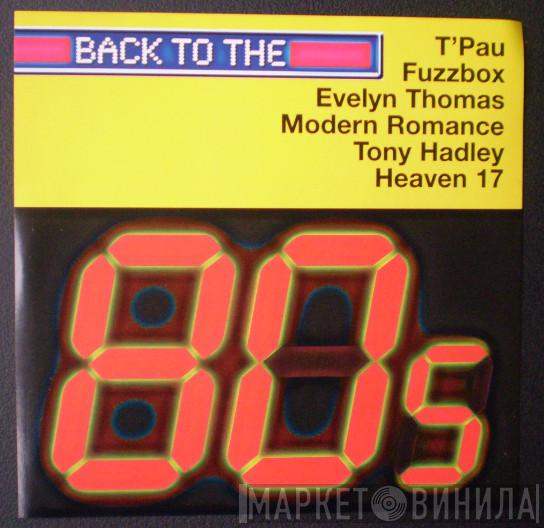 BACK TO THE
T'Pau
Fuzzbox
Evelyn Thomas
Modern Romance
Tony Hadley
Heaven 17
80s
МАРКЕТ ВИНИЛА